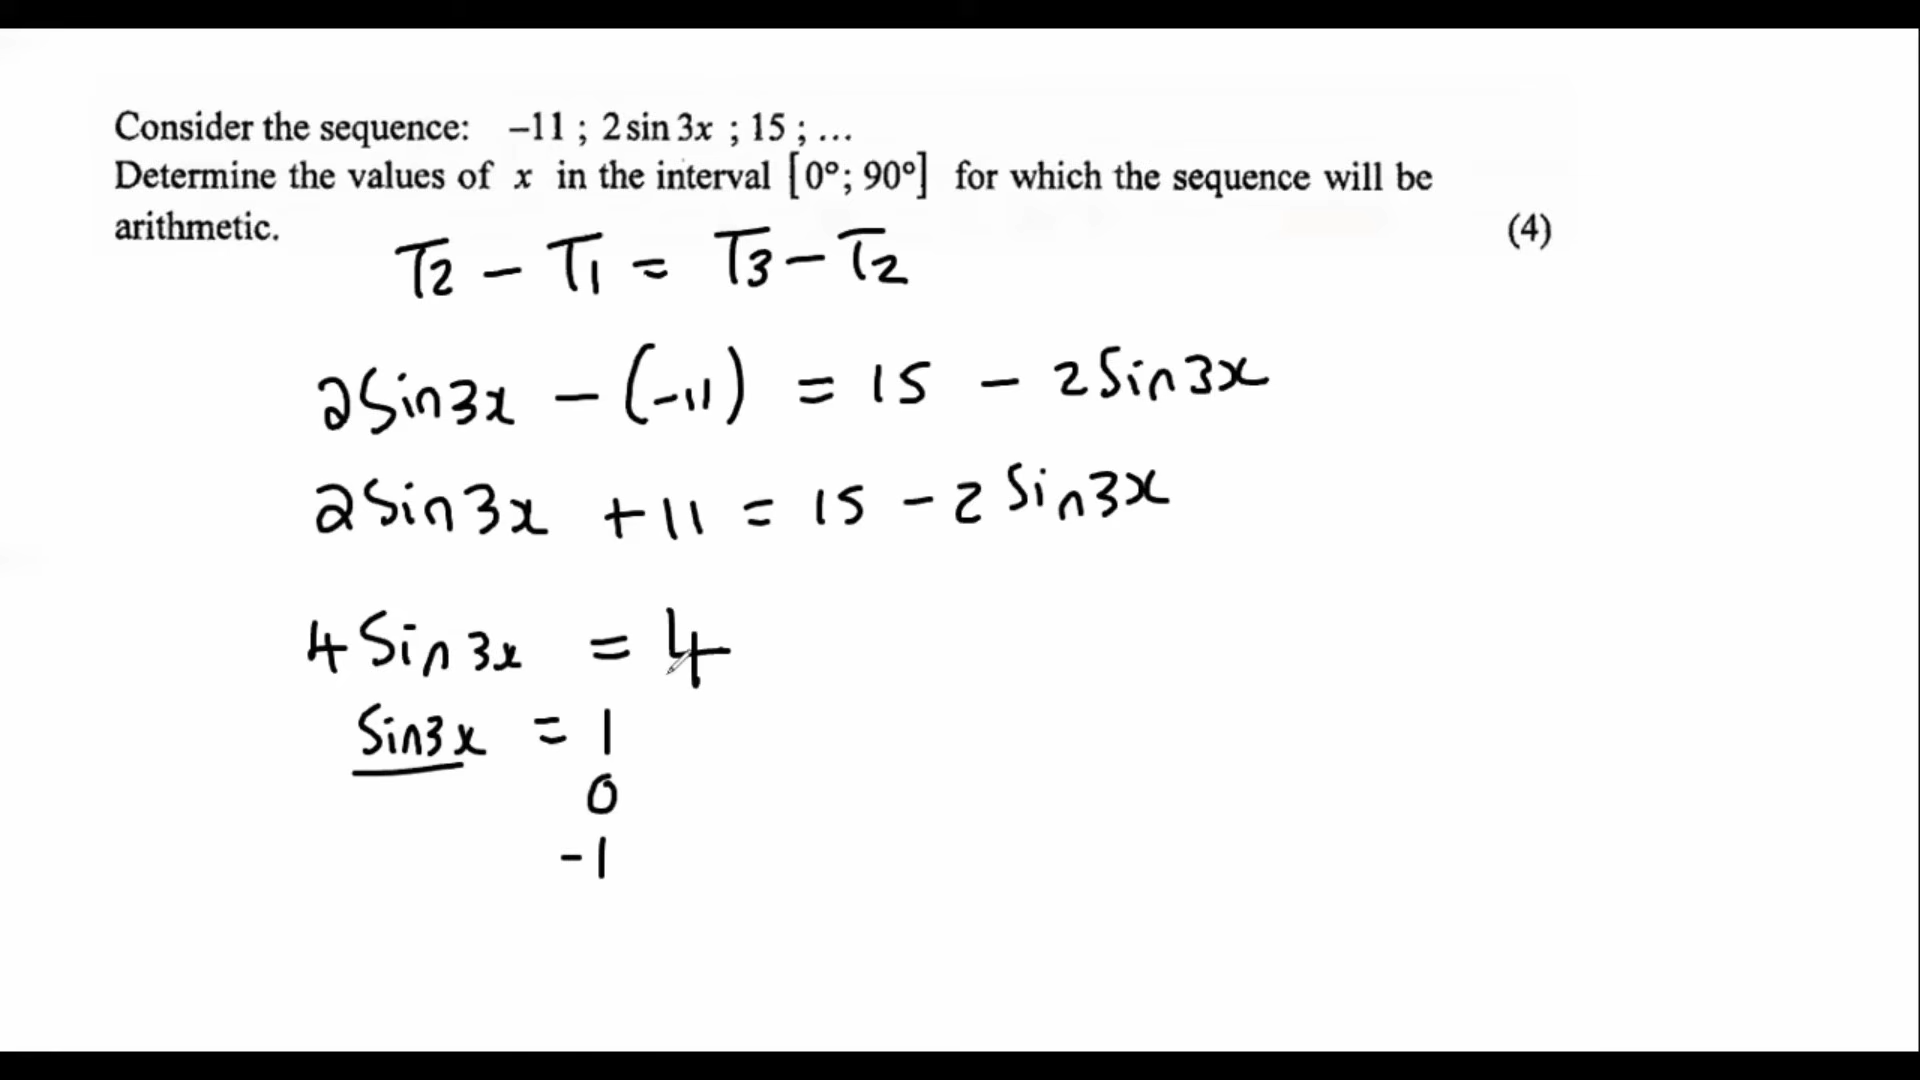 Consider the sequence: −11 ; 2 sin 3x ; 15 ; …
Determine the values of x in the interval [0°; 90°] for which the sequence will be
arithmetic. (4)
T2 − T1 = T3 − T2
2Sin3x − (−11) = 15 − 2Sin3x
2Sin3x + 11 = 15 − 2Sin3x
4Sin3x = 4
Sin3x = 1
0
-1